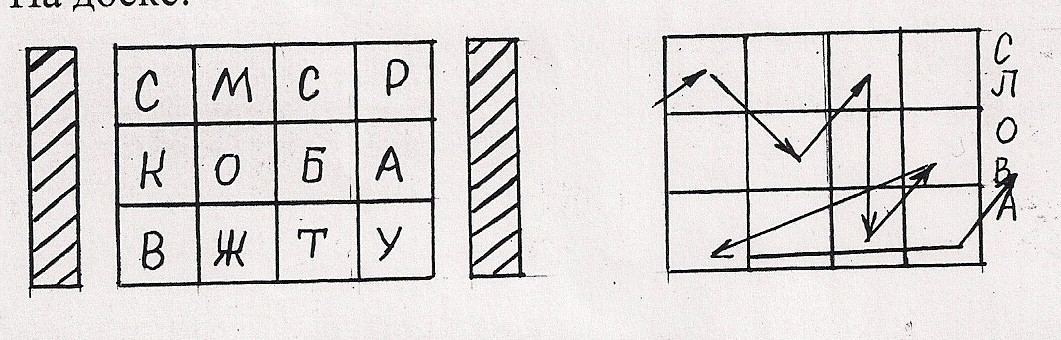 На доске:
С М С Р
К О Б А
В Ж Т У
С
Л
О
В
А